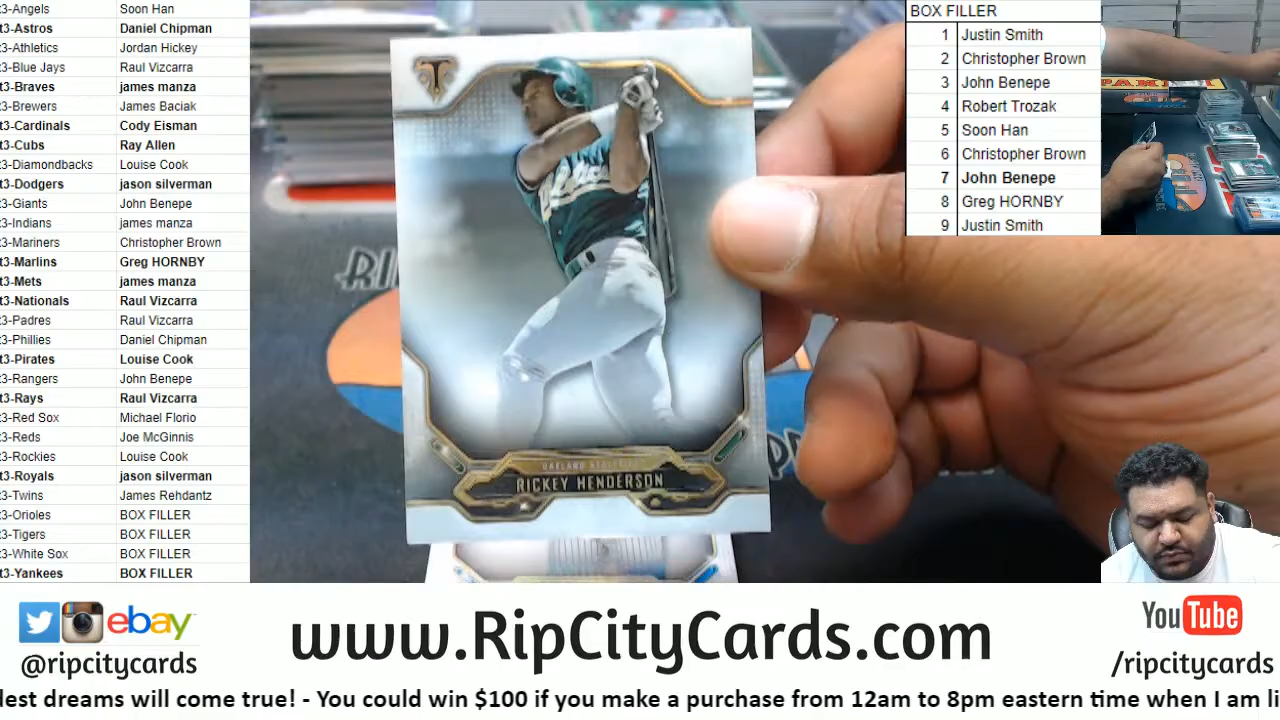 t3-Angels Soon Han
t3-Astros Daniel Chipman
t3-Athletics Jordan Hickey
t3-Blue Jays Raul Vizcarra
t3-Braves james manza
t3-Brewers James Baciak
t3-Cardinals Cody Eisman
t3-Cubs Ray Allen
t3-Diamondbacks Louise Cook
t3-Dodgers jason silverman
t3-Giants John Benepe
t3-Indians james manza
t3-Mariners Christopher Brown
t3-Marlins Greg HORNBY
t3-Mets james manza
t3-Nationals Raul Vizcarra
t3-Padres Raul Vizcarra
t3-Phillies Daniel Chipman
t3-Pirates Louise Cook
t3-Rangers John Benepe
t3-Rays Raul Vizcarra
t3-Red Sox Michael Florio
t3-Reds Joe McGinnis
t3-Rockies Louise Cook
t3-Royals jason silverman
t3-Twins James Rehdantz
t3-Orioles BOX FILLER
t3-Tigers BOX FILLER
t3-White Sox BOX FILLER
t3-Yankees BOX FILLER
T
OAKLAND ATHLETICS
RICKEY HENDERSON
BOX FILLER
1 Justin Smith
2 Christopher Brown
3 John Benepe
4 Robert Trozak
5 Soon Han
6 Christopher Brown
7 John Benepe
8 Greg HORNBY
9 Justin Smith
ebay
@ripcitycards
www.RipCityCards.com
YouTube
/ripcitycards
dest dreams will come true! - You could win $100 if you make a purchase from 12am to 8pm eastern time when I am li